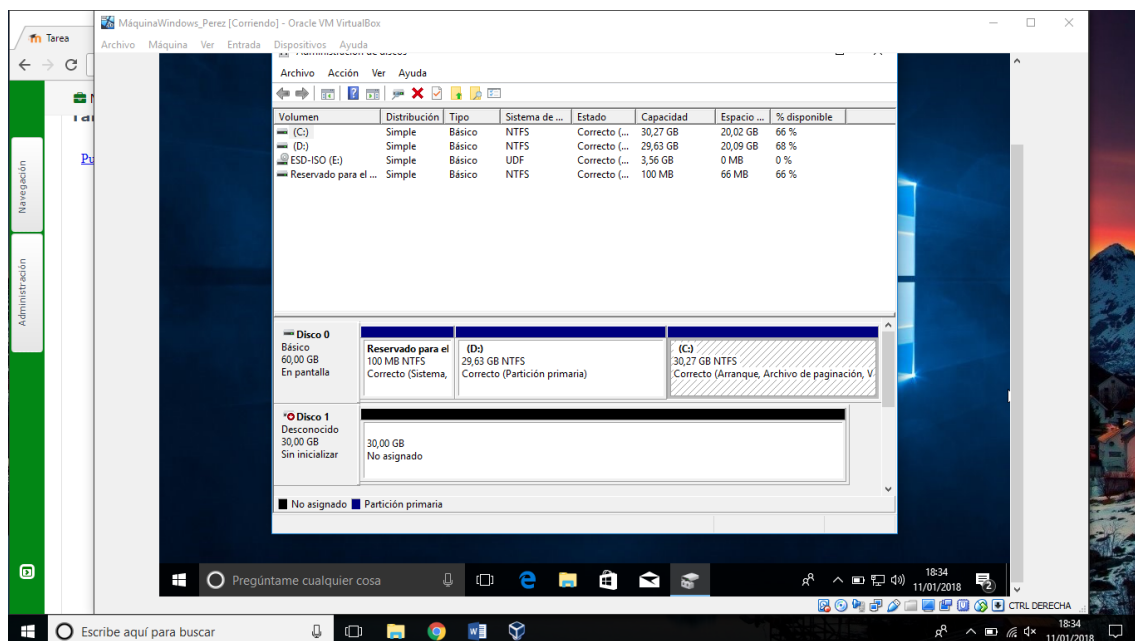 MáquinaWindows_Perez [Corriendo] - Oracle VM VirtualBox
Tarea
Archivo Máquina Ver Entrada Dispositivos Ayuda
Archivo Acción Ver Ayuda
Volumen Distribución Tipo Sistema de ... Estado Capacidad Espacio ... % disponible
(C:) Simple Básico NTFS Correcto (... 30,27 GB 20,02 GB 66 %
(D:) Simple Básico NTFS Correcto (... 29,63 GB 20,09 GB 68 %
ESD-ISO (E:) Simple Básico UDF Correcto (... 3,56 GB 0 MB 0 %
Reservado para el ... Simple Básico NTFS Correcto (... 100 MB 66 MB 66 %
Pu
Navegación
Administración
Disco 0
Básico
60,00 GB
En pantalla
Reservado para el
100 MB NTFS
Correcto (Sistema,
(D:)
29,63 GB NTFS
Correcto (Partición primaria)
(C:)
30,27 GB NTFS
Correcto (Arranque, Archivo de paginación, V
Disco 1
Desconocido
30,00 GB
Sin inicializar
30,00 GB
No asignado
No asignado Partición primaria
Pregúntame cualquier cosa
18:34
11/01/2018
2
CTRL DERECHA
Escribe aquí para buscar
18:34
11/01/2018